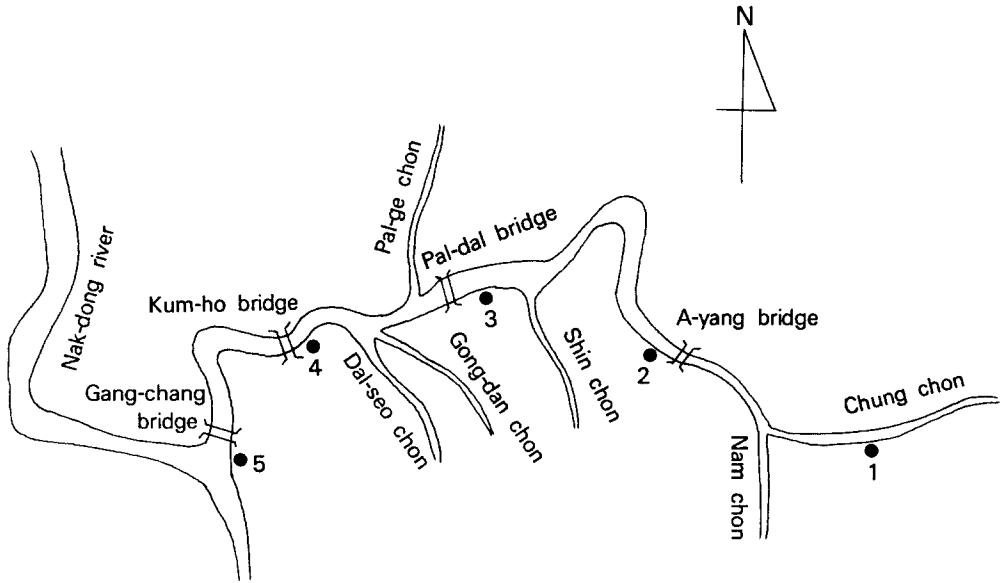 N
Pal-ge chon
Pal-dal bridge
Nak-dong river
Kum-ho bridge
A-yang bridge
3
2
4
Shin chon
Gong-dan chon
Dal-seo chon
Gang-chang
bridge
Chung chon
5
Nam chon
1